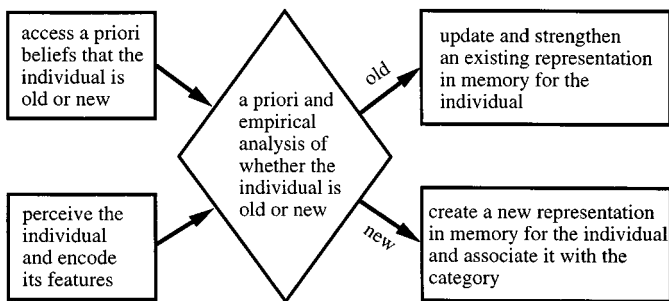 access a priori
beliefs that the
individual is
old or new
perceive the
individual
and encode
its features
a priori and
empirical
analysis of
whether the
individual is
old or new
old
new
update and strengthen
an existing representation
in memory for the
individual
create a new representation
in memory for the individual
and associate it with the
category